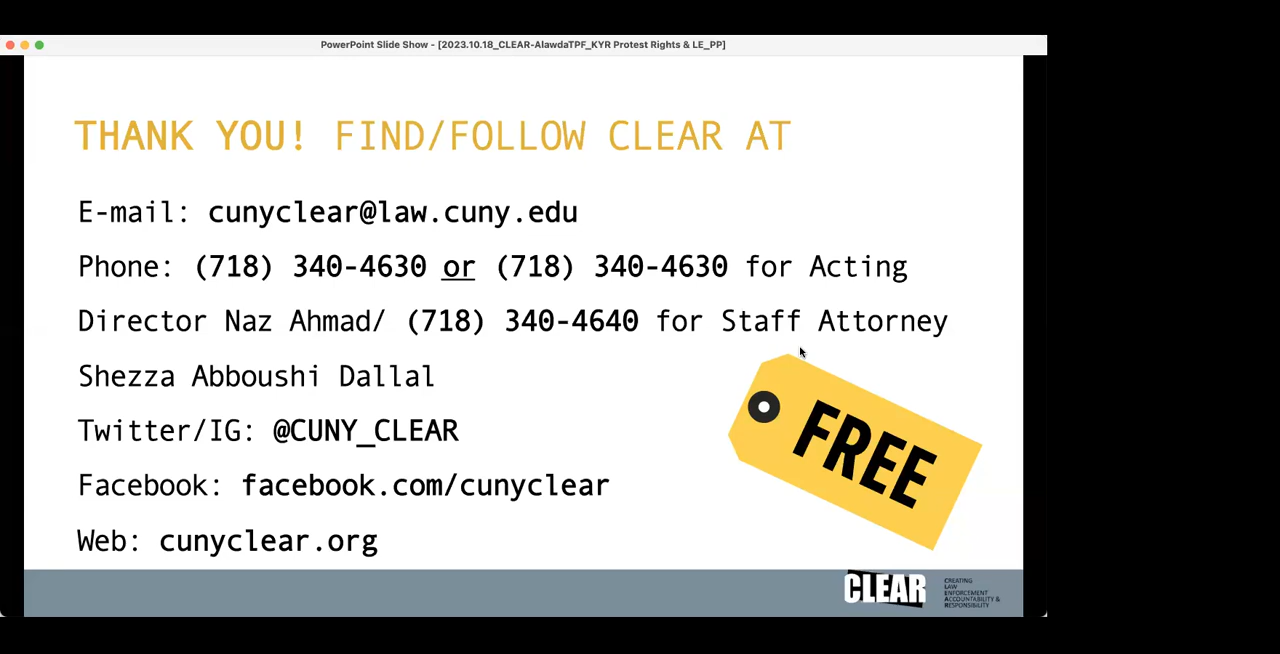 PowerPoint Slide Show - [2023.10.18_CLEAR-AlawdaTPF_KYR Protest Rights & LE_PP]
THANK YOU! FIND/FOLLOW CLEAR AT
E-mail: cunyclear@law.cuny.edu
Phone: (718) 340-4630 or (718) 340-4630 for Acting
Director Naz Ahmad/ (718) 340-4640 for Staff Attorney
Shezza Abboushi Dallal
Twitter/IG: @CUNY_CLEAR
Facebook: facebook.com/cunyclear
Web: cunyclear.org
FREE
CLEAR
CREATING
LAW
ENFORCEMENT
ACCOUNTABILITY &
RESPONSIBILITY